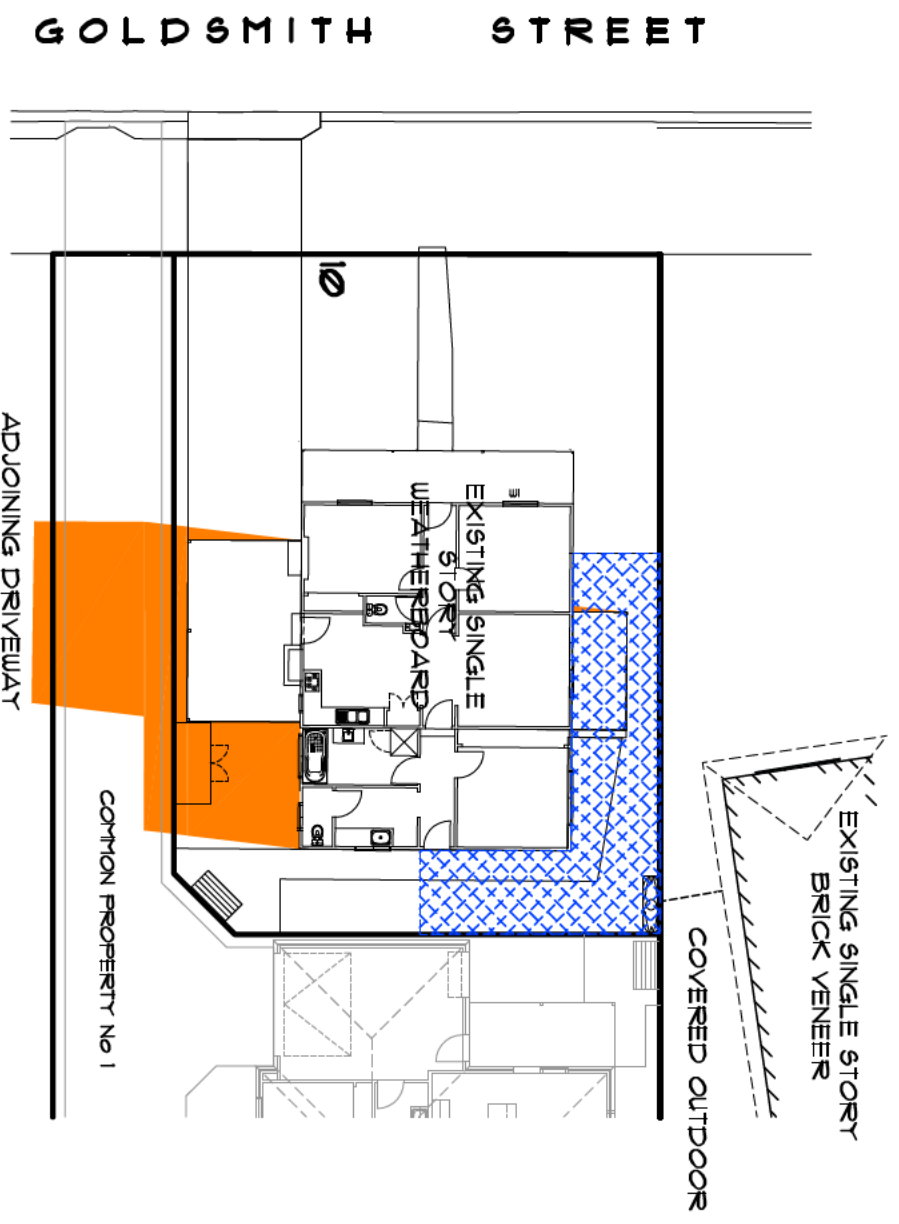 GOLDSMITH STREET
10
W1
EXISTING SINGLE
STORY
WEATHERBOARD
ADJOINING DRIVEWAY
COMMON PROPERTY No 1
EXISTING SINGLE STORY
BRICK VENEER
COVERED OUTDOOR